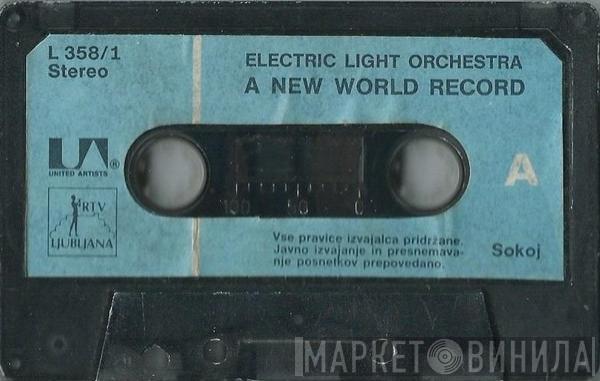 L 358/1
Stereo
ELECTRIC LIGHT ORCHESTRA
A NEW WORLD RECORD
UA®
UNITED ARTISTS
A
RTV
LJUBLJANA
100 50 0
Vse pravice izvajalca pridržane.
Javno izvajanje in presnemava-
nje posnetkov prepovedano.
Sokoj
МАРКЕТ ВИНИЛА